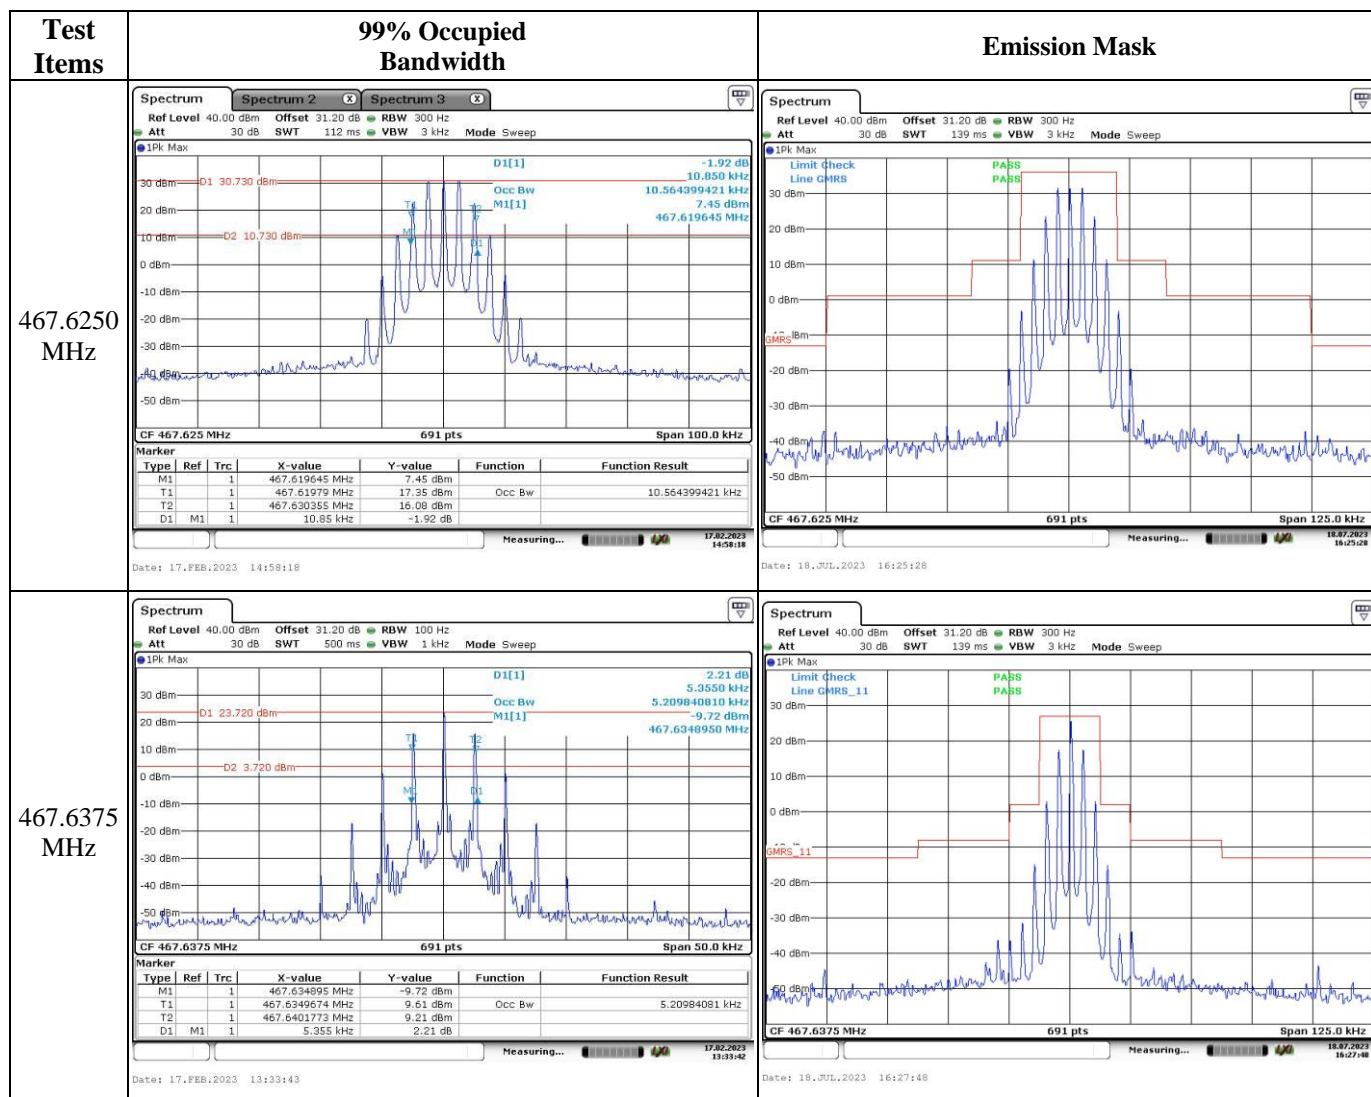 Test Items
99% Occupied Bandwidth
Emission Mask
467.6250 MHz
Spectrum
Spectrum 2
Spectrum 3
Ref Level 40.00 dBm Offset 31.20 dB RBW 300 Hz
Att 30 dB SWT 112 ms VBW 3 kHz Mode Sweep
1Pk Max
D1[1] -1.92 dB
10.850 kHz
Occ Bw 10.564399421 kHz
M1[1] 7.45 dBm
467.619645 MHz
30 dBm
D1 30.730 dBm
T1
T2
20 dBm
10 dBm
D2 10.730 dBm
M1
D1
0 dBm
-10 dBm
-20 dBm
-30 dBm
-40 dBm
-50 dBm
CF 467.625 MHz 691 pts Span 100.0 kHz
Marker
Type Ref Trc X-value Y-value Function Function Result
M1 1 467.619645 MHz 7.45 dBm
T1 1 467.61979 MHz 17.35 dBm Occ Bw 10.564399421 kHz
T2 1 467.630355 MHz 16.08 dBm
D1 M1 1 10.85 kHz -1.92 dB
Measuring... 17.02.2023
14:58:18
Date: 17.FEB.2023 14:58:18
Spectrum
Ref Level 40.00 dBm Offset 31.20 dB RBW 300 Hz
Att 30 dB SWT 139 ms VBW 3 kHz Mode Sweep
1Pk Max
Limit Check PASS
Line GMRS PASS
30 dBm
20 dBm
10 dBm
0 dBm
-10 dBm
GMRS
-20 dBm
-30 dBm
-40 dBm
-50 dBm
CF 467.625 MHz 691 pts Span 125.0 kHz
Measuring... 18.07.2023
16:25:28
Date: 18.JUL.2023 16:25:28
467.6375 MHz
Spectrum
Ref Level 40.00 dBm Offset 31.20 dB RBW 100 Hz
Att 30 dB SWT 500 ms VBW 1 kHz Mode Sweep
1Pk Max
D1[1] 2.21 dB
5.3550 kHz
Occ Bw 5.209840810 kHz
M1[1] -9.72 dBm
467.6348950 MHz
30 dBm
D1 23.720 dBm
20 dBm
T1
T2
10 dBm
D2 3.720 dBm
0 dBm
M1
D1
-10 dBm
-20 dBm
-30 dBm
-40 dBm
-50 dBm
CF 467.6375 MHz 691 pts Span 50.0 kHz
Marker
Type Ref Trc X-value Y-value Function Function Result
M1 1 467.634895 MHz -9.72 dBm
T1 1 467.6349674 MHz 9.61 dBm Occ Bw 5.20984081 kHz
T2 1 467.6401773 MHz 9.21 dBm
D1 M1 1 5.355 kHz 2.21 dB
Measuring... 17.02.2023
13:33:42
Date: 17.FEB.2023 13:33:43
Spectrum
Ref Level 40.00 dBm Offset 31.20 dB RBW 300 Hz
Att 30 dB SWT 139 ms VBW 3 kHz Mode Sweep
1Pk Max
Limit Check PASS
Line GMRS_11 PASS
30 dBm
20 dBm
10 dBm
0 dBm
GMRS_11
-20 dBm
-30 dBm
-40 dBm
-50 dBm
CF 467.6375 MHz 691 pts Span 125.0 kHz
Measuring... 18.07.2023
16:27:48
Date: 18.JUL.2023 16:27:48